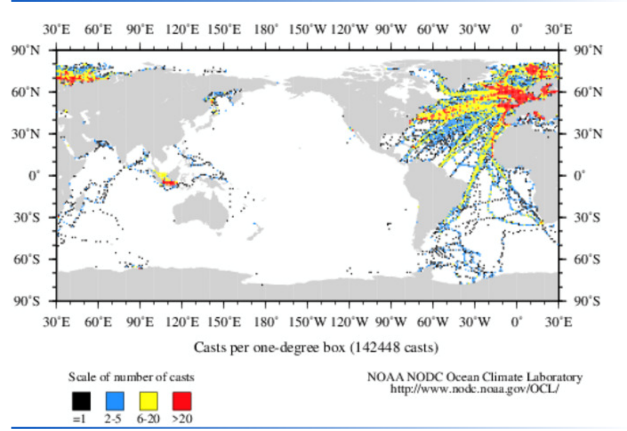 30°E 60°E 90°E 120°E 150°E 180° 150°W 120°W 90°W 60°W 30°W 0° 30°E
90°N 90°N
60°N 60°N
30°N 30°N
0° 0°
30°S 30°S
60°S 60°S
90°S 90°S
30°E 60°E 90°E 120°E 150°E 180° 150°W 120°W 90°W 60°W 30°W 0° 30°E
Casts per one-degree box (142448 casts)
Scale of number of casts
=1 2-5 6-20 >20
NOAA NODC Ocean Climate Laboratory
http://www.nodc.noaa.gov/OCL/